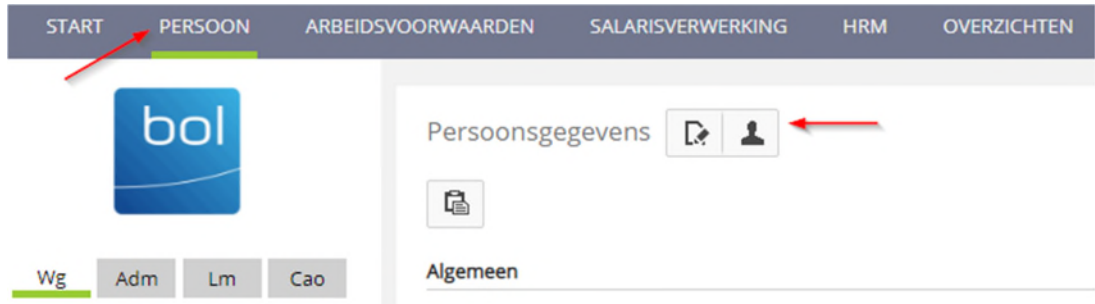 START PERSOON ARBEIDSVOORWAARDEN SALARISVERWERKING HRM OVERZICHTEN
bol
Persoonsgegevens
Wg Adm Lm Cao
Algemeen